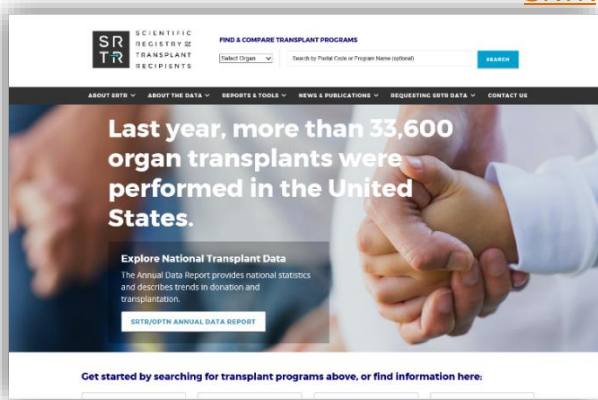 SCIENTIFIC
REGISTRY OF
TRANSPLANT
RECIPIENTS
SR
TR
FIND & COMPARE TRANSPLANT PROGRAMS
Select Organ
Search by Postal Code or Program Name (optional)
SEARCH
ABOUT SRTR
ABOUT THE DATA
REPORTS & TOOLS
NEWS & PUBLICATIONS
REQUESTING SRTR DATA
CONTACT US
Last year, more than 33,600
organ transplants were
performed in the United
States.
Explore National Transplant Data
The Annual Data Report provides national statistics
and describes trends in donation and
transplantation.
SRTR/OPTN ANNUAL DATA REPORT
Get started by searching for transplant programs above, or find information here: